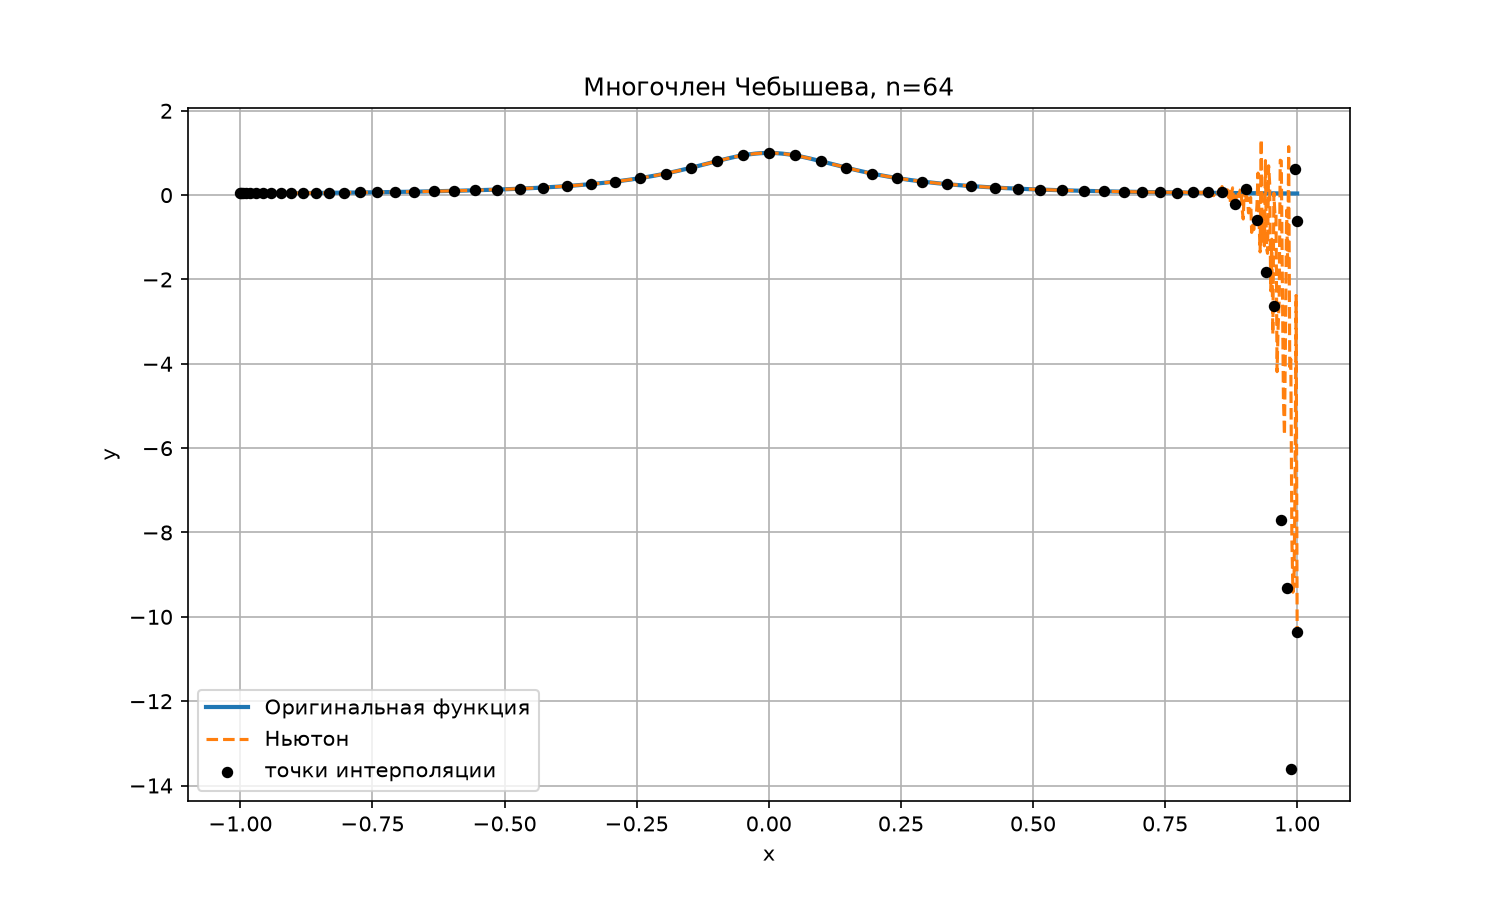 Многочлен Чебышева, n=64
2
0
−2
−4
−6
−8
−10
−12
−14
y
Оригинальная функция
Ньютон
точки интерполяции
−1.00 −0.75 −0.50 −0.25 0.00 0.25 0.50 0.75 1.00
x